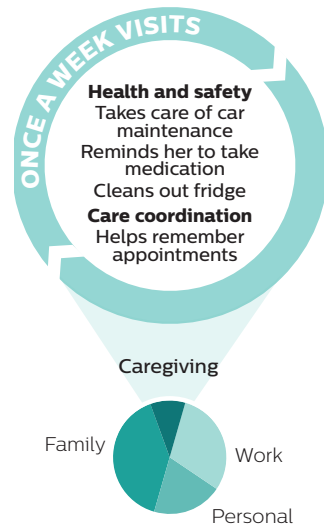 ONCE A WEEK VISITS
Health and safety
Takes care of car
maintenance
Reminds her to take
medication
Cleans out fridge
Care coordination
Helps remember
appointments
Caregiving
Family
Work
Personal